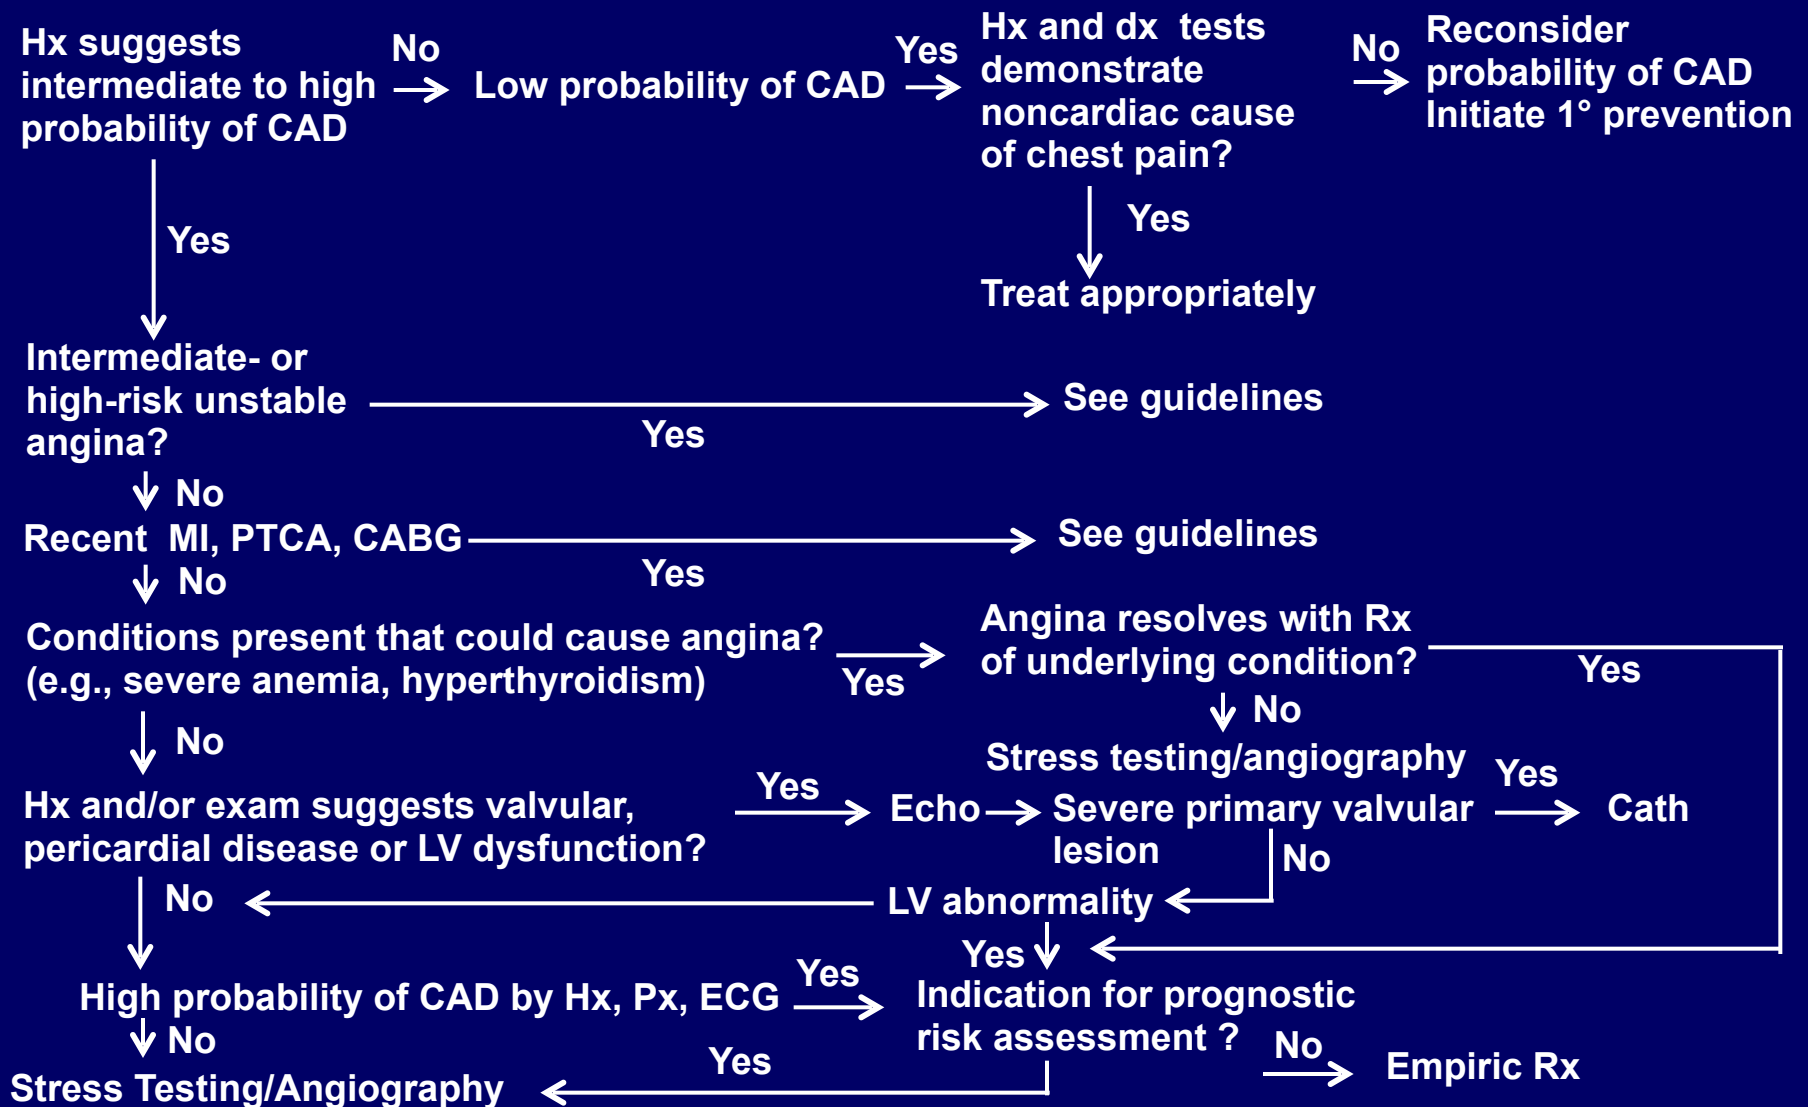 Hx suggests
intermediate to high
probability of CAD
No
Low probability of CAD
Yes
Hx and dx tests
demonstrate
noncardiac cause
of chest pain?
No
Reconsider
probability of CAD
Initiate 1° prevention
Yes
Yes
Treat appropriately
Intermediate- or
high-risk unstable
angina?
Yes
See guidelines
No
Recent MI, PTCA, CABG
Yes
See guidelines
No
Conditions present that could cause angina?
(e.g., severe anemia, hyperthyroidism)
Yes
Angina resolves with Rx
of underlying condition?
Yes
No
Stress testing/angiography
No
Hx and/or exam suggests valvular,
pericardial disease or LV dysfunction?
Yes
Echo
Severe primary valvular
lesion
Yes
Cath
No
No
LV abnormality
Yes
High probability of CAD by Hx, Px, ECG
Yes
Indication for prognostic
risk assessment ?
No
Empiric Rx
No
Yes
Stress Testing/Angiography